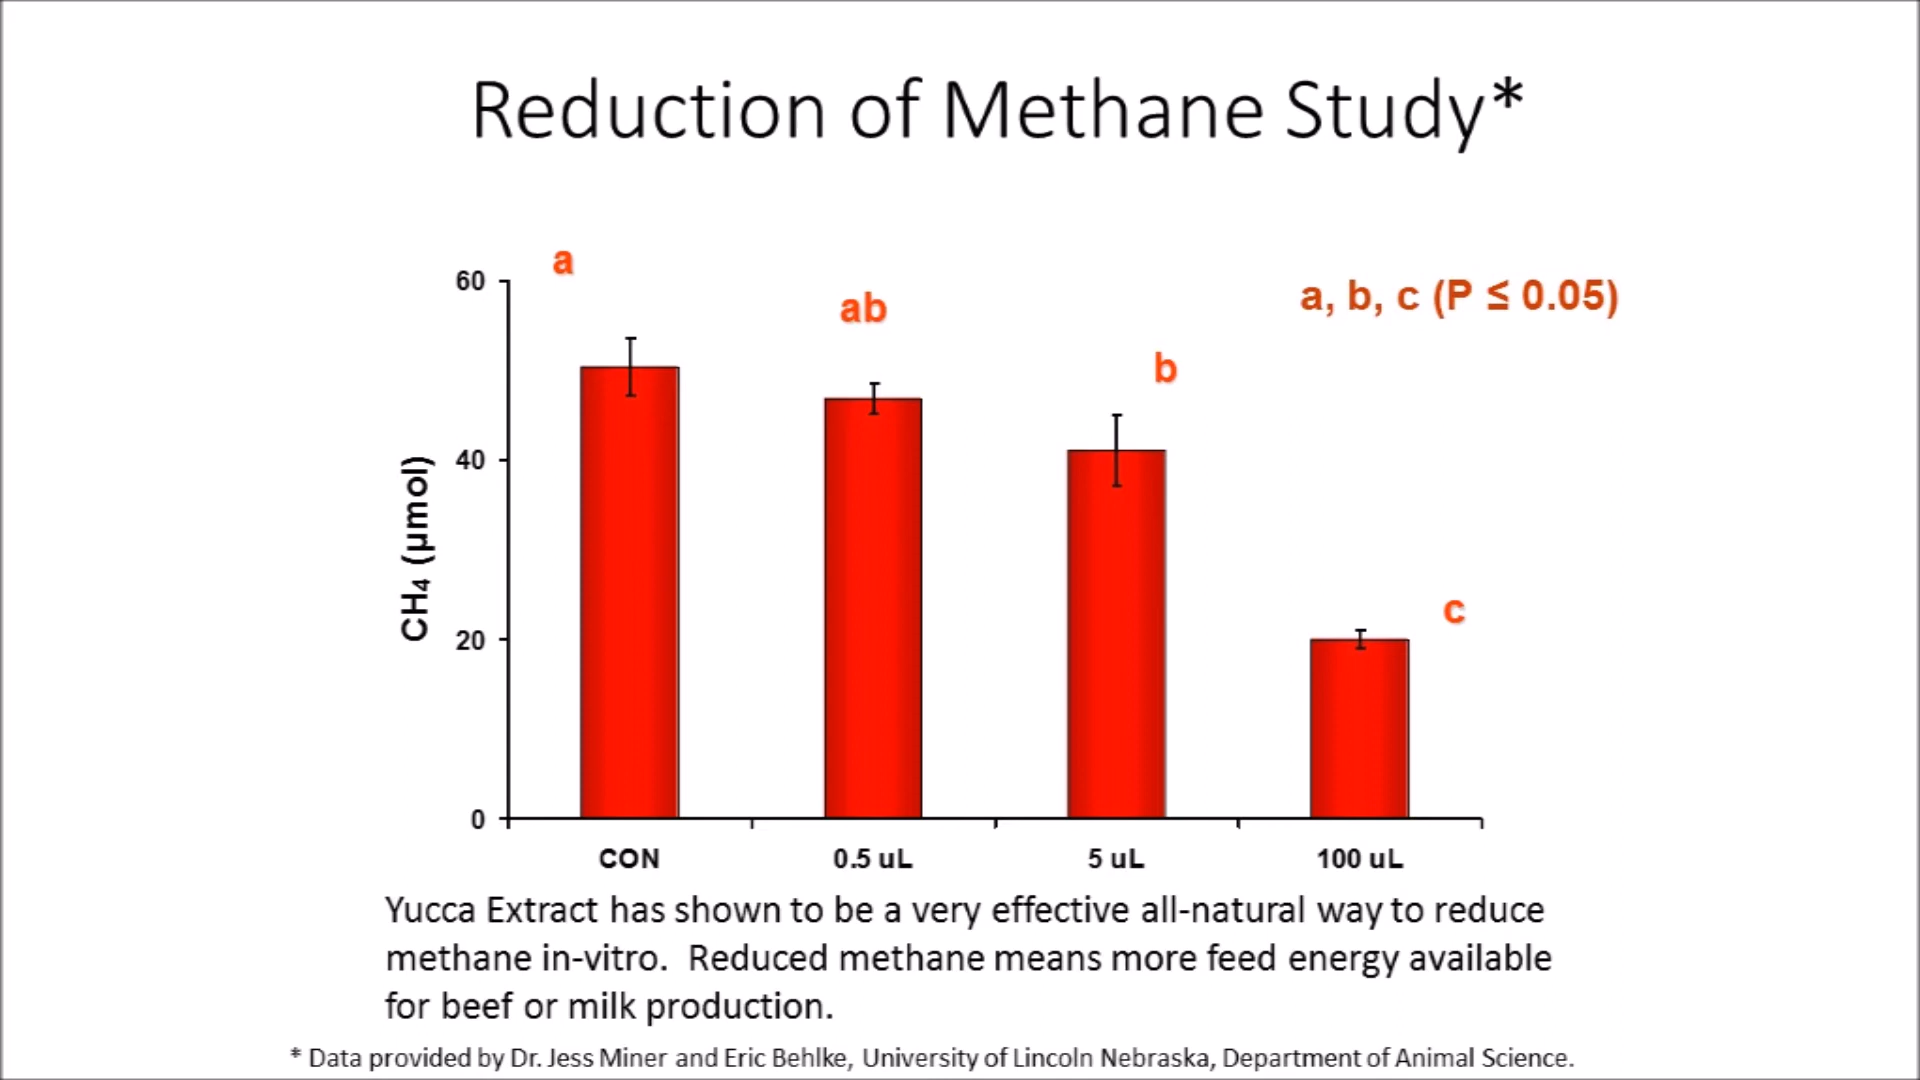 Reduction of Methane Study*
a
60
ab
a, b, c (P ≤ 0.05)
b
40
CH₄ (µmol)
c
20
0
CON 0.5 uL 5 uL 100 uL
Yucca Extract has shown to be a very effective all-natural way to reduce
methane in-vitro.  Reduced methane means more feed energy available
for beef or milk production.
* Data provided by Dr. Jess Miner and Eric Behlke, University of Lincoln Nebraska, Department of Animal Science.